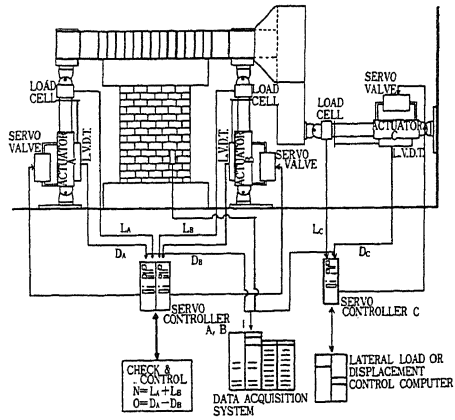 LOAD
CELL
LOAD
CELL
SERVO
VALVE
ACTUATOR
A
L.V.D.T.
ACTUATOR
B
SERVO
VALVE
SERVO
VALVE
LOAD
CELL
ACTUATOR
C
L.V.D.T.
LA
LB
DA
DB
LC
DC
SERVO
CONTROLLER
A, B
SERVO
CONTROLLER C
CHECK &
CONTROL
N=LA+LB
O=DA-DB
DATA ACQUISITION
SYSTEM
LATERAL LOAD OR
DISPLACEMENT
CONTROL COMPUTER